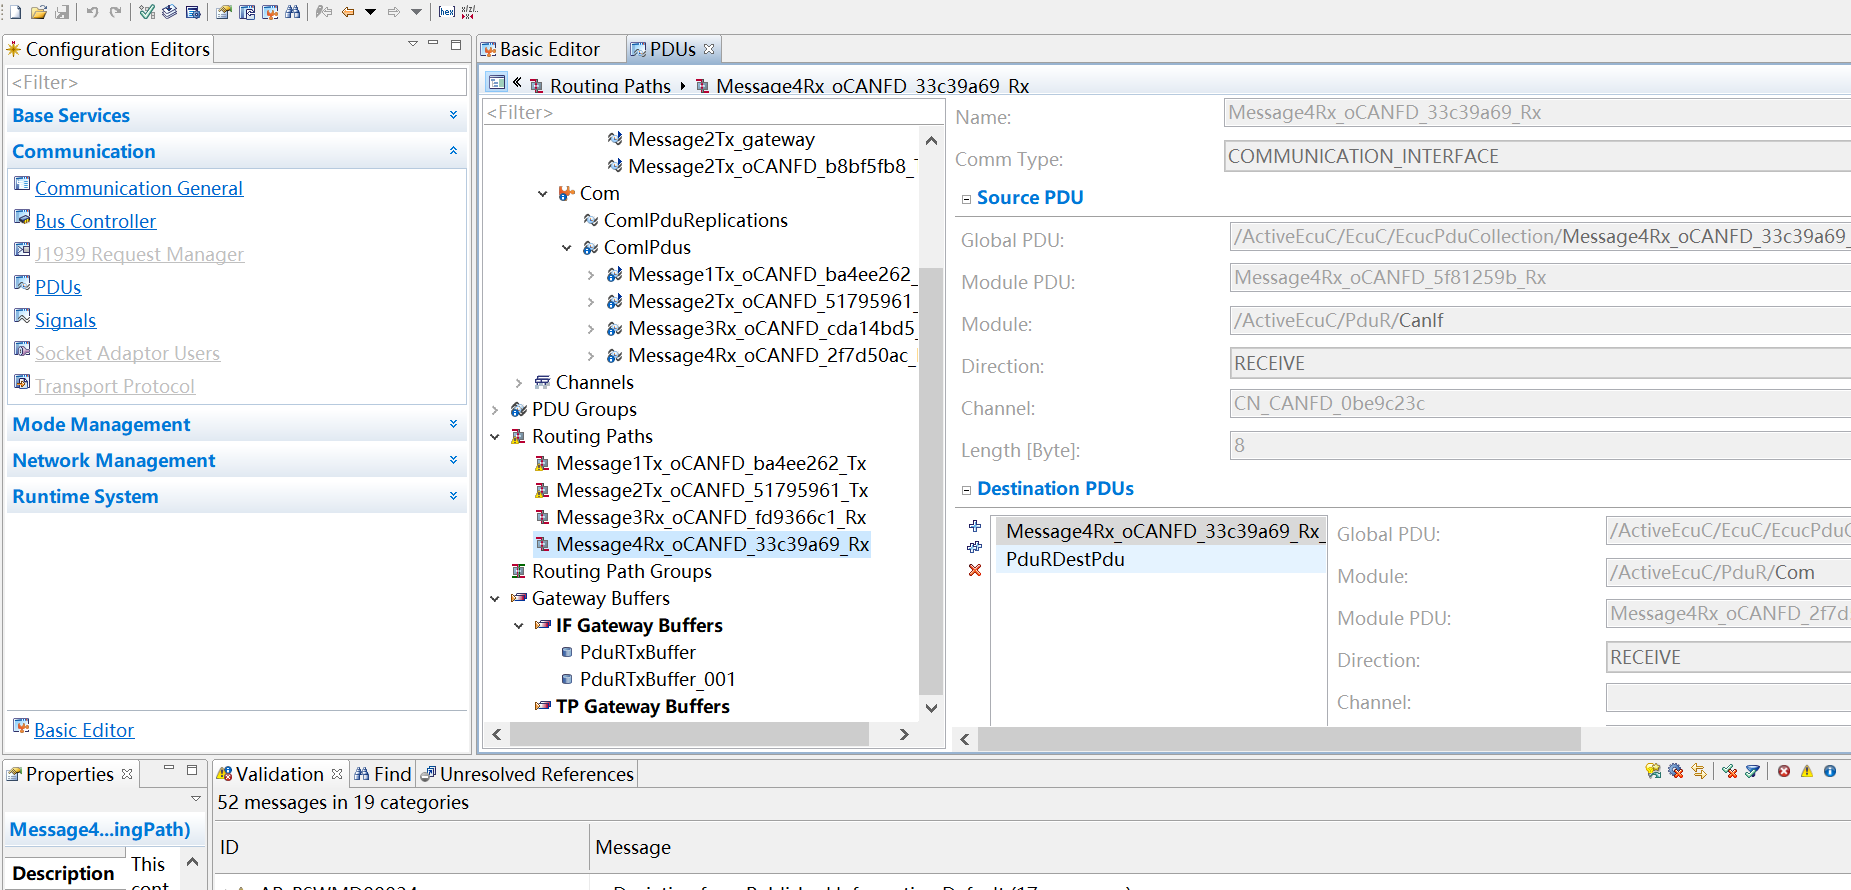 [hex] x/z/..
Configuration Editors
<Filter>
Base Services
Communication
Communication General
Bus Controller
J1939 Request Manager
PDUs
Signals
Socket Adaptor Users
Transport Protocol
Mode Management
Network Management
Runtime System
Basic Editor
Basic Editor
PDUs
« Routing Paths ▸ Message4Rx_oCANFD_33c39a69_Rx
<Filter>
Message2Tx_gateway
Message2Tx_oCANFD_b8bf5fb8_
Com
ComIPduReplications
ComIPdus
Message1Tx_oCANFD_ba4ee262_
Message2Tx_oCANFD_51795961_
Message3Rx_oCANFD_cda14bd5_
Message4Rx_oCANFD_2f7d50ac_
Channels
PDU Groups
Routing Paths
Message1Tx_oCANFD_ba4ee262_Tx
Message2Tx_oCANFD_51795961_Tx
Message3Rx_oCANFD_fd9366c1_Rx
Message4Rx_oCANFD_33c39a69_Rx
Routing Path Groups
Gateway Buffers
IF Gateway Buffers
PduRTxBuffer
PduRTxBuffer_001
TP Gateway Buffers
Name: Message4Rx_oCANFD_33c39a69_Rx
Comm Type: COMMUNICATION_INTERFACE
Source PDU
Global PDU: /ActiveEcuC/EcuC/EcucPduCollection/Message4Rx_oCANFD_33c39a69_
Module PDU: Message4Rx_oCANFD_5f81259b_Rx
Module: /ActiveEcuC/PduR/CanIf
Direction: RECEIVE
Channel: CN_CANFD_0be9c23c
Length [Byte]: 8
Destination PDUs
Message4Rx_oCANFD_33c39a69_Rx_
PduRDestPdu
Global PDU: /ActiveEcuC/EcuC/EcucPduC
Module: /ActiveEcuC/PduR/Com
Module PDU: Message4Rx_oCANFD_2f7d
Direction: RECEIVE
Channel:
Properties
Message4...ingPath)
Description This
cont
Validation
Find
Unresolved References
52 messages in 19 categories
ID Message